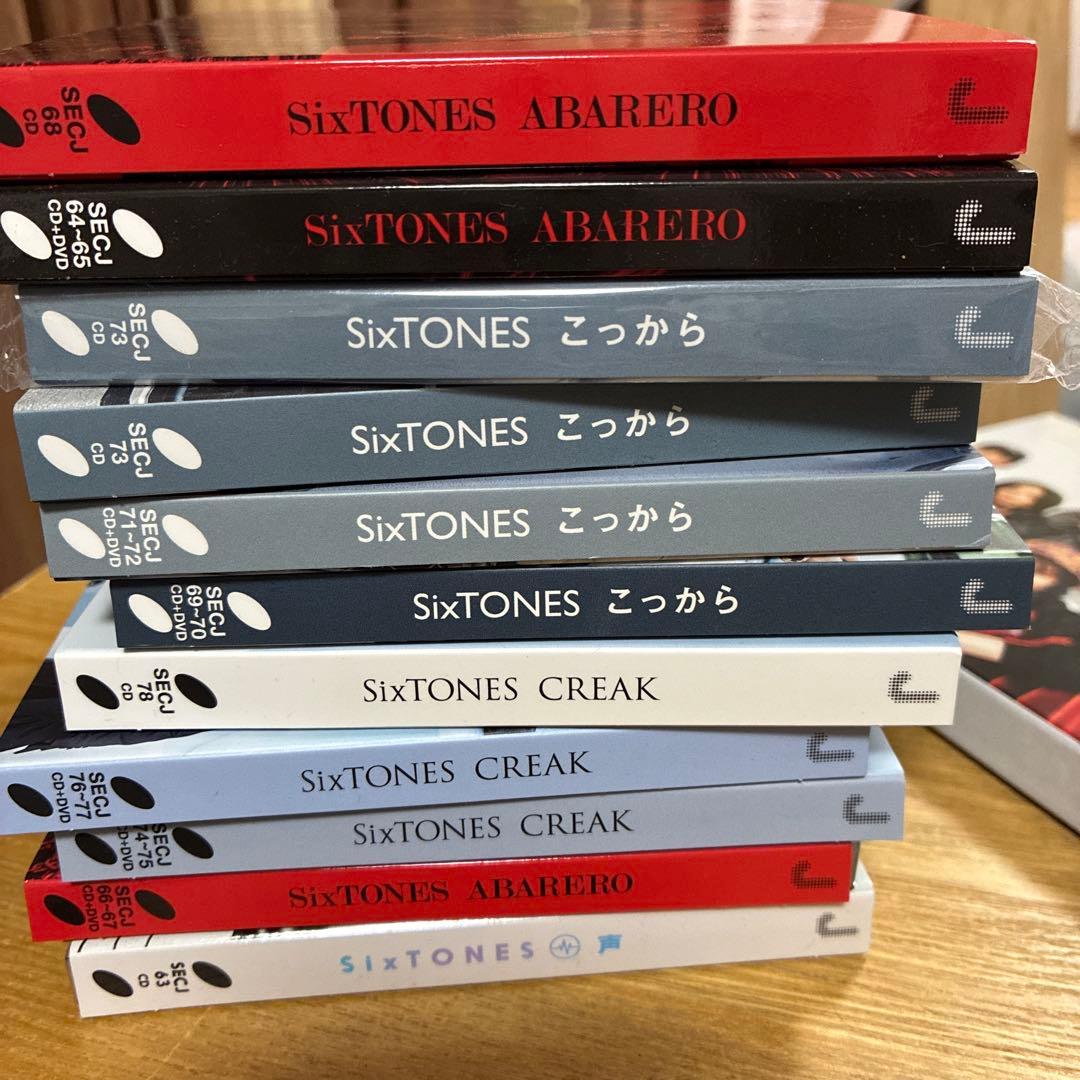 SECJ
68
CD
SixTONES ABARERO
SECJ
64~65
CD+DVD
SixTONES ABARERO
SECJ
73
CD
SixTONES こっから
SECJ
73
CD
SixTONES こっから
SECJ
71~72
CD+DVD
SixTONES こっから
SECJ
69~70
CD+DVD
SixTONES こっから
SECJ
78
CD
SixTONES CREAK
SECJ
76~77
CD+DVD
SixTONES CREAK
SECJ
74~75
CD+DVD
SixTONES CREAK
SECJ
66~67
CD+DVD
SixTONES ABARERO
SECJ
63
CD
SixTONES 声